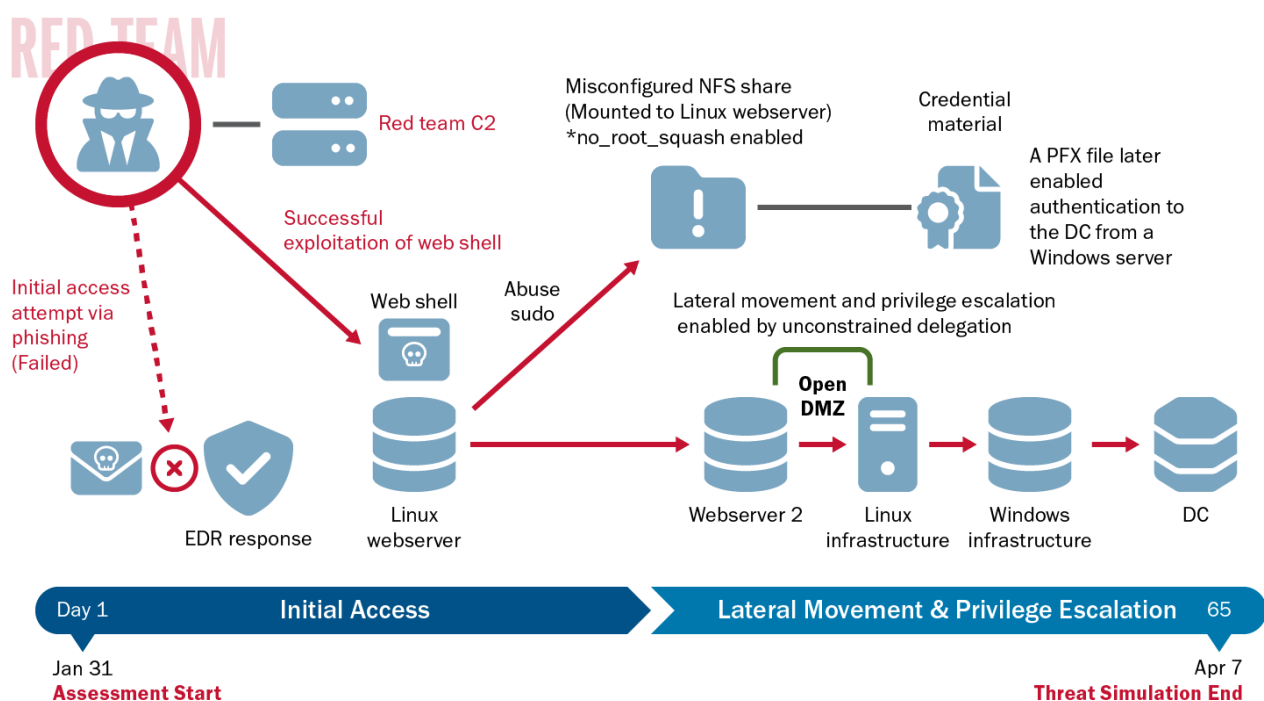 RED TEAM
Red team C2
Misconfigured NFS share
(Mounted to Linux webserver)
*no_root_squash enabled
Credential
material
A PFX file later
enabled
authentication to
the DC from a
Windows server
Successful
exploitation of web shell
Initial access
attempt via
phishing
(Failed)
Web shell
Abuse
sudo
Lateral movement and privilege escalation
enabled by unconstrained delegation
Open
DMZ
EDR response
Linux
webserver
Webserver 2
Linux
infrastructure
Windows
infrastructure
DC
Day 1
Initial Access
Lateral Movement & Privilege Escalation
65
Jan 31
Assessment Start
Apr 7
Threat Simulation End